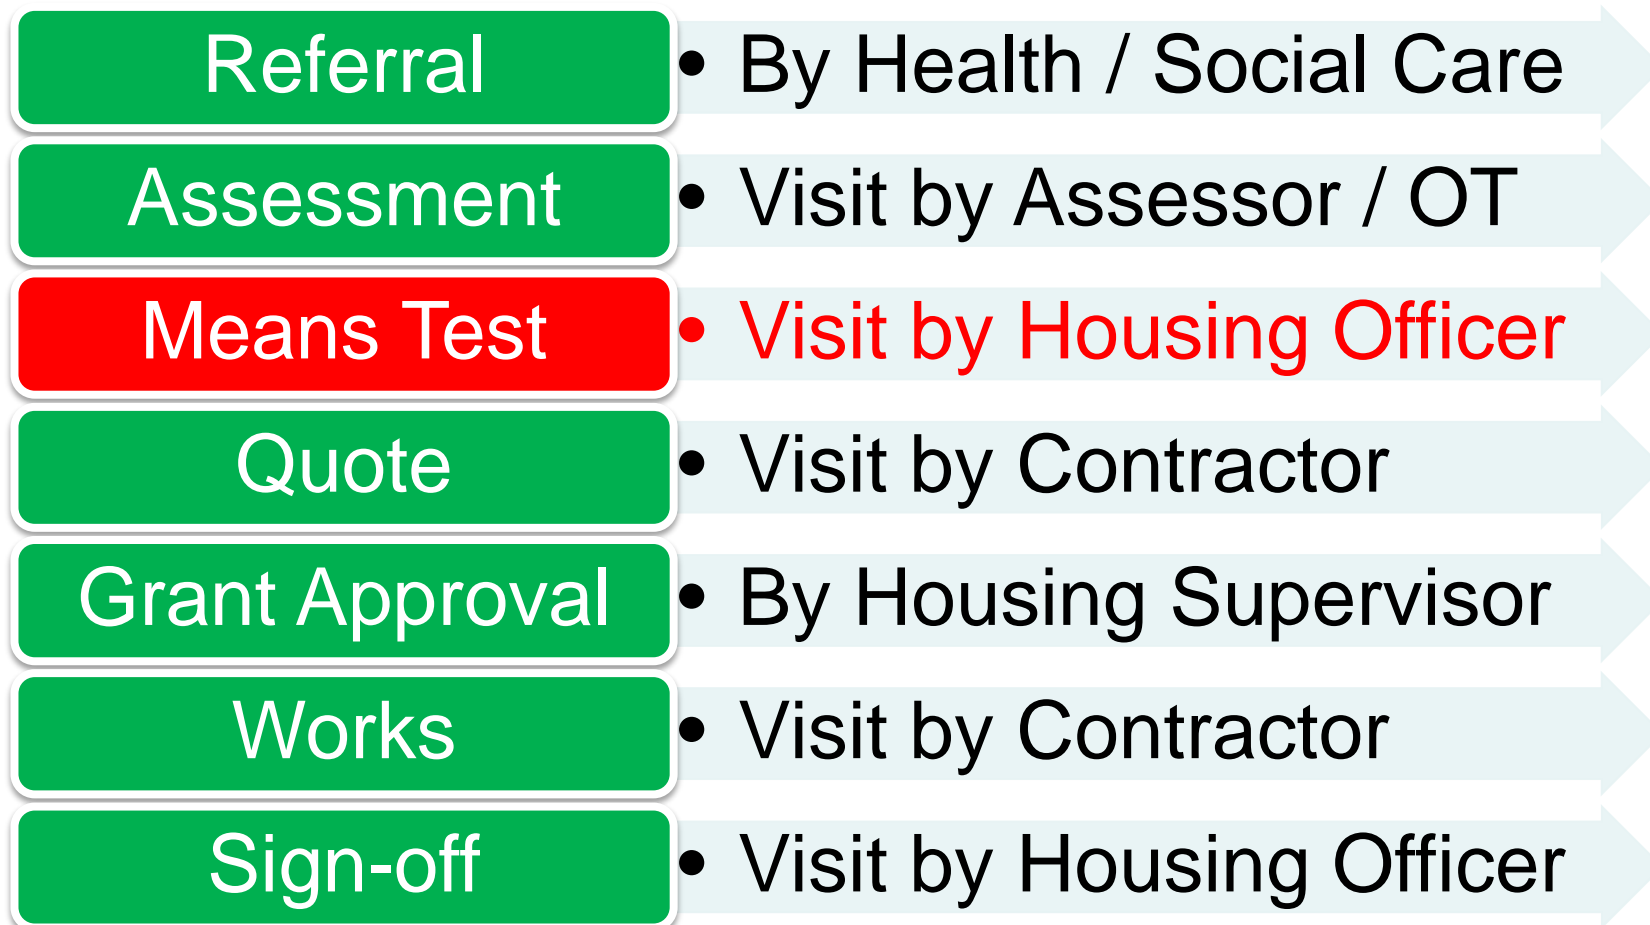 Referral • By Health / Social Care
Assessment • Visit by Assessor / OT
Means Test • Visit by Housing Officer
Quote • Visit by Contractor
Grant Approval • By Housing Supervisor
Works • Visit by Contractor
Sign-off • Visit by Housing Officer